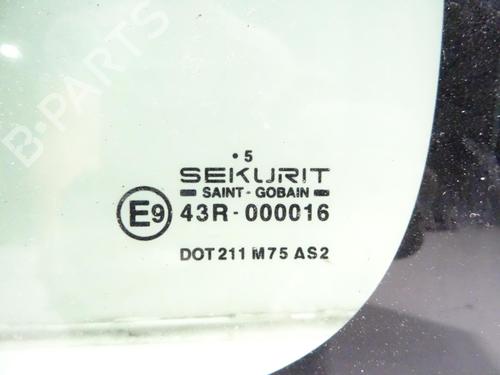 B-PARTS
• 5
SEKURIT
SAINT-GOBAIN
E9 43R-000016
DOT 211 M75 AS2